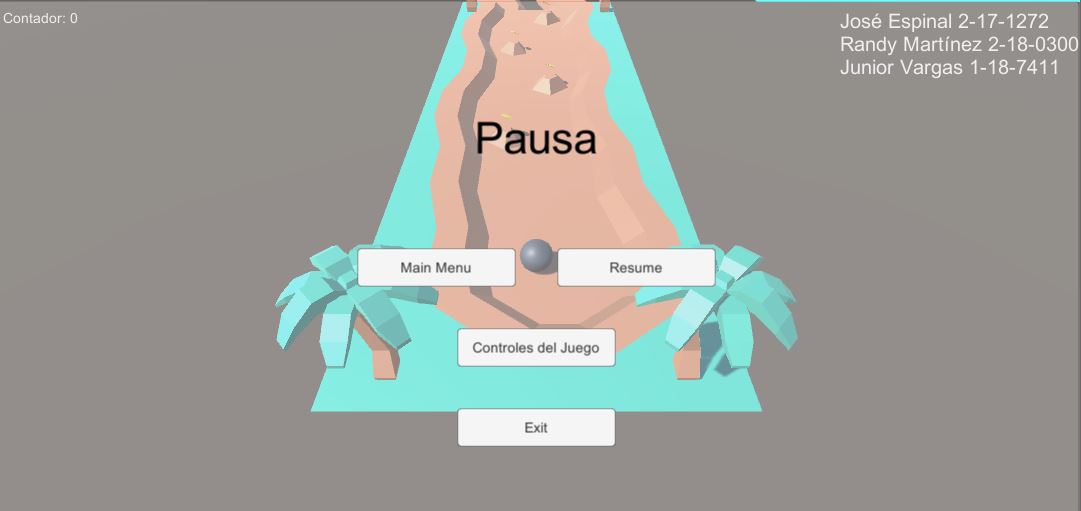 Contador: 0
José Espinal 2-17-1272
Randy Martínez 2-18-0300
Junior Vargas 1-18-7411
Pausa
Main Menu
Resume
Controles del Juego
Exit